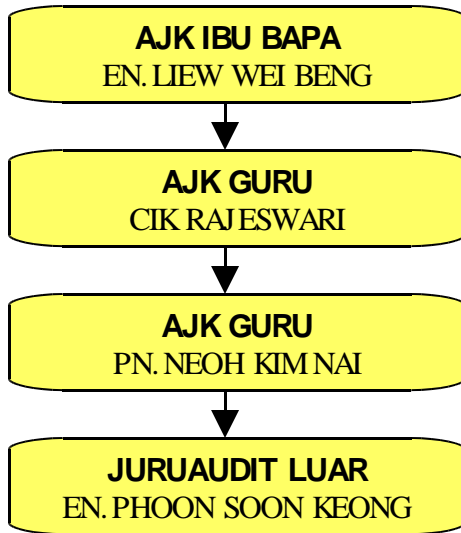 AJK IBU BAPA
EN. LIEW WEI BENG
AJK GURU
CIK RAJESWARI
AJK GURU
PN. NEOH KIM NAI
JURUAUDIT LUAR
EN. PHOON SOON KEONG